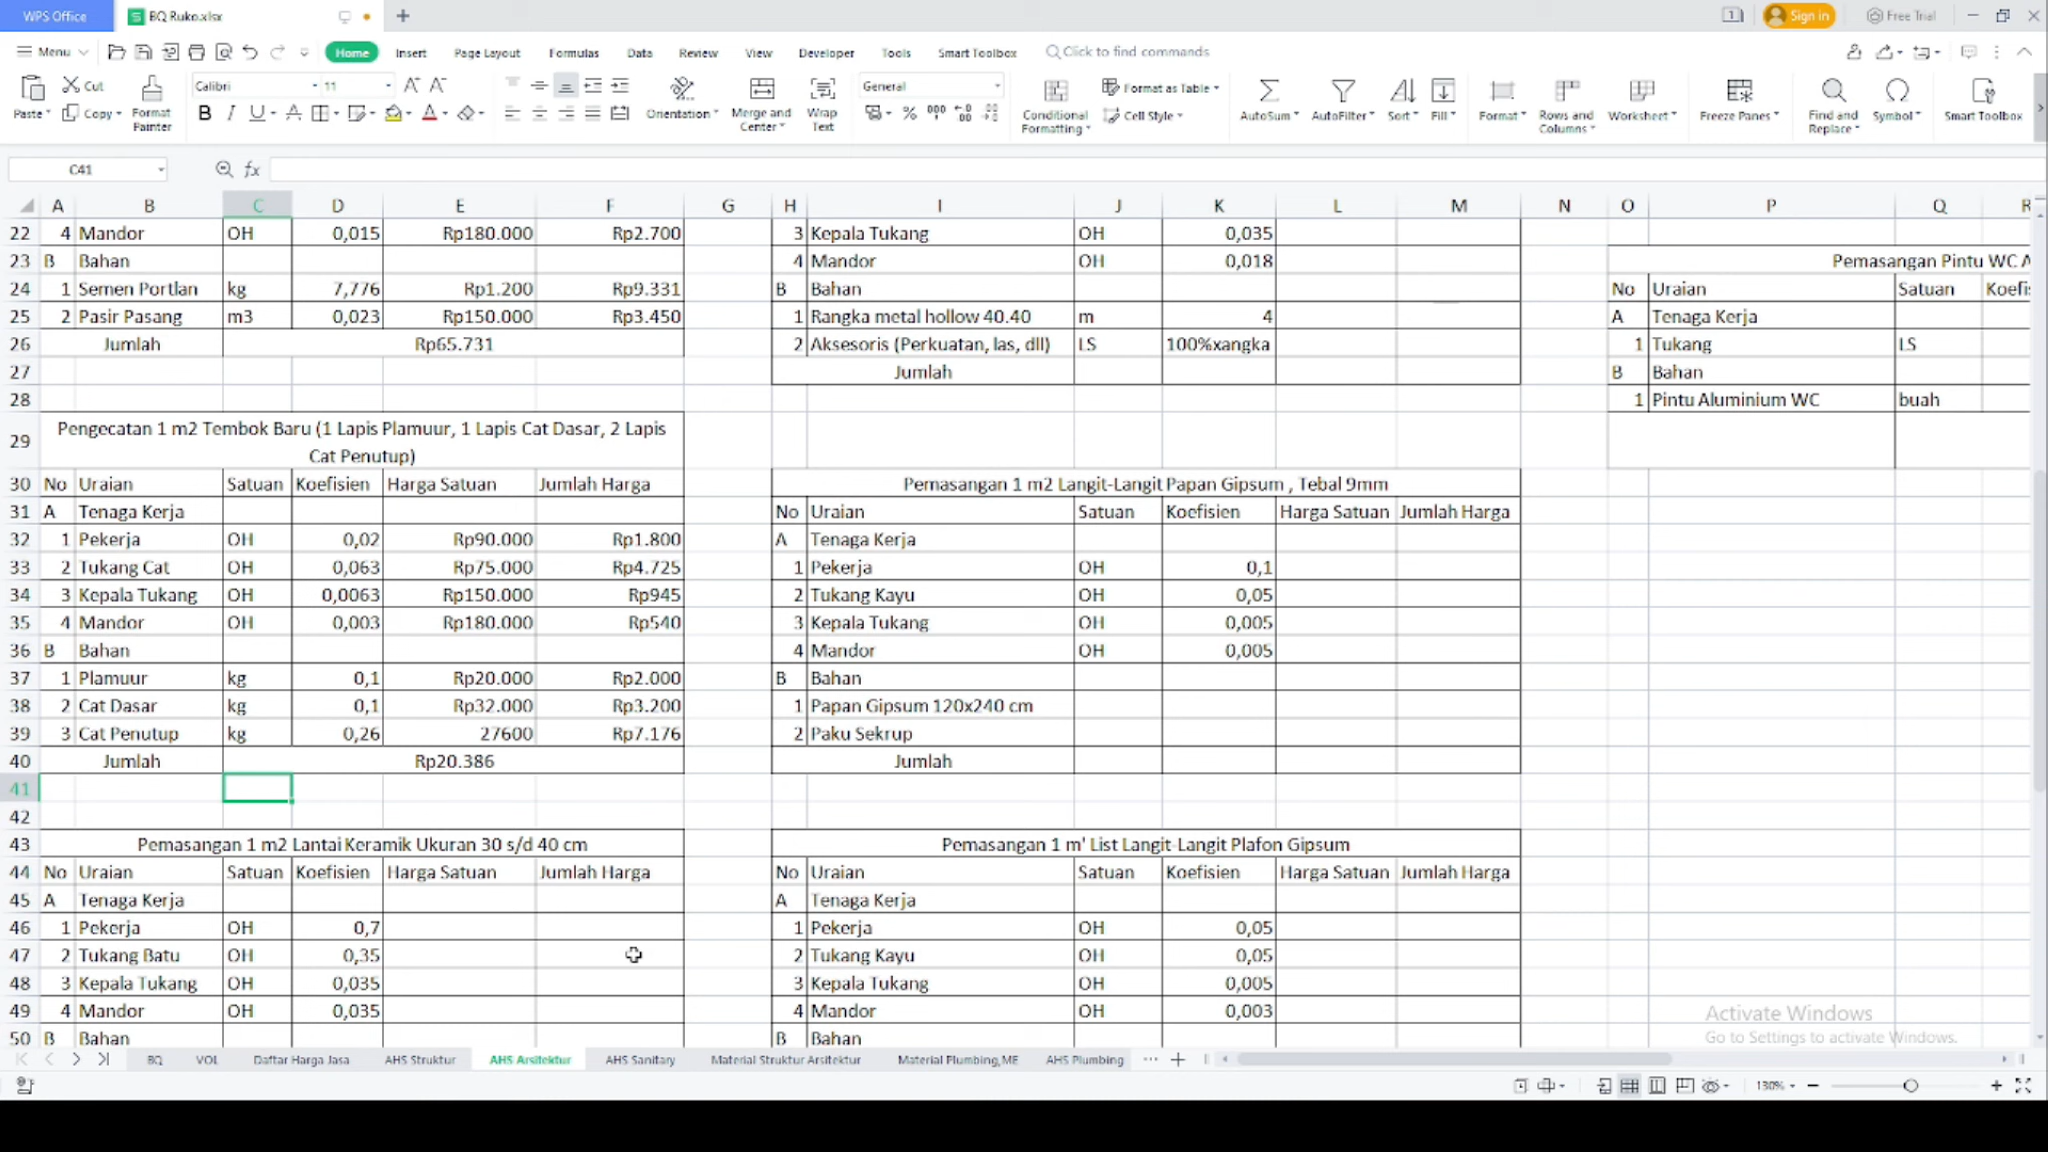 WPS Office BQ Ruko.xlsx + 1 Sign in Free Trial
Menu Home Insert Page Layout Formulas Data Review View Developer Tools Smart Toolbox Click to find commands
Paste Cut Copy Format Painter Calibri 11 B I U A Orientation Merge and Center Wrap Text General Conditional Formatting Format as Table Cell Style AutoSum AutoFilter Sort Fill Format Rows and Columns Worksheet Freeze Panes Find and Replace Symbol Smart Toolbox
C41 fx
A B C D E F G H I J K L M N O P Q R
22 4 Mandor OH 0,015 Rp180.000 Rp2.700 3 Kepala Tukang OH 0,035
23 B Bahan 4 Mandor OH 0,018 Pemasangan Pintu WC A
24 1 Semen Portlan kg 7,776 Rp1.200 Rp9.331 B Bahan No Uraian Satuan Koefis
25 2 Pasir Pasang m3 0,023 Rp150.000 Rp3.450 1 Rangka metal hollow 40.40 m 4 A Tenaga Kerja
26 Jumlah Rp65.731 2 Aksesoris (Perkuatan, las, dll) LS 100%xangka 1 Tukang LS
27 Jumlah B Bahan
28 1 Pintu Aluminium WC buah
29 Pengecatan 1 m2 Tembok Baru (1 Lapis Plamuur, 1 Lapis Cat Dasar, 2 Lapis
Cat Penutup)
30 No Uraian Satuan Koefisien Harga Satuan Jumlah Harga Pemasangan 1 m2 Langit-Langit Papan Gipsum , Tebal 9mm
31 A Tenaga Kerja No Uraian Satuan Koefisien Harga Satuan Jumlah Harga
32 1 Pekerja OH 0,02 Rp90.000 Rp1.800 A Tenaga Kerja
33 2 Tukang Cat OH 0,063 Rp75.000 Rp4.725 1 Pekerja OH 0,1
34 3 Kepala Tukang OH 0,0063 Rp150.000 Rp945 2 Tukang Kayu OH 0,05
35 4 Mandor OH 0,003 Rp180.000 Rp540 3 Kepala Tukang OH 0,005
36 B Bahan 4 Mandor OH 0,005
37 1 Plamuur kg 0,1 Rp20.000 Rp2.000 B Bahan
38 2 Cat Dasar kg 0,1 Rp32.000 Rp3.200 1 Papan Gipsum 120x240 cm
39 3 Cat Penutup kg 0,26 27600 Rp7.176 2 Paku Sekrup
40 Jumlah Rp20.386 Jumlah
41
42
43 Pemasangan 1 m2 Lantai Keramik Ukuran 30 s/d 40 cm Pemasangan 1 m' List Langit-Langit Plafon Gipsum
44 No Uraian Satuan Koefisien Harga Satuan Jumlah Harga No Uraian Satuan Koefisien Harga Satuan Jumlah Harga
45 A Tenaga Kerja A Tenaga Kerja
46 1 Pekerja OH 0,7 1 Pekerja OH 0,05
47 2 Tukang Batu OH 0,35 2 Tukang Kayu OH 0,05
48 3 Kepala Tukang OH 0,035 3 Kepala Tukang OH 0,005
49 4 Mandor OH 0,035 4 Mandor OH 0,003
50 B Bahan B Bahan
Activate Windows
Go to Settings to activate Windows.
BQ VOL Daftar Harga Jasa AHS Struktur AHS Arsitektur AHS Sanitary Material Struktur Arsitektur Material Plumbing,ME AHS Plumbing ... +
130% - +